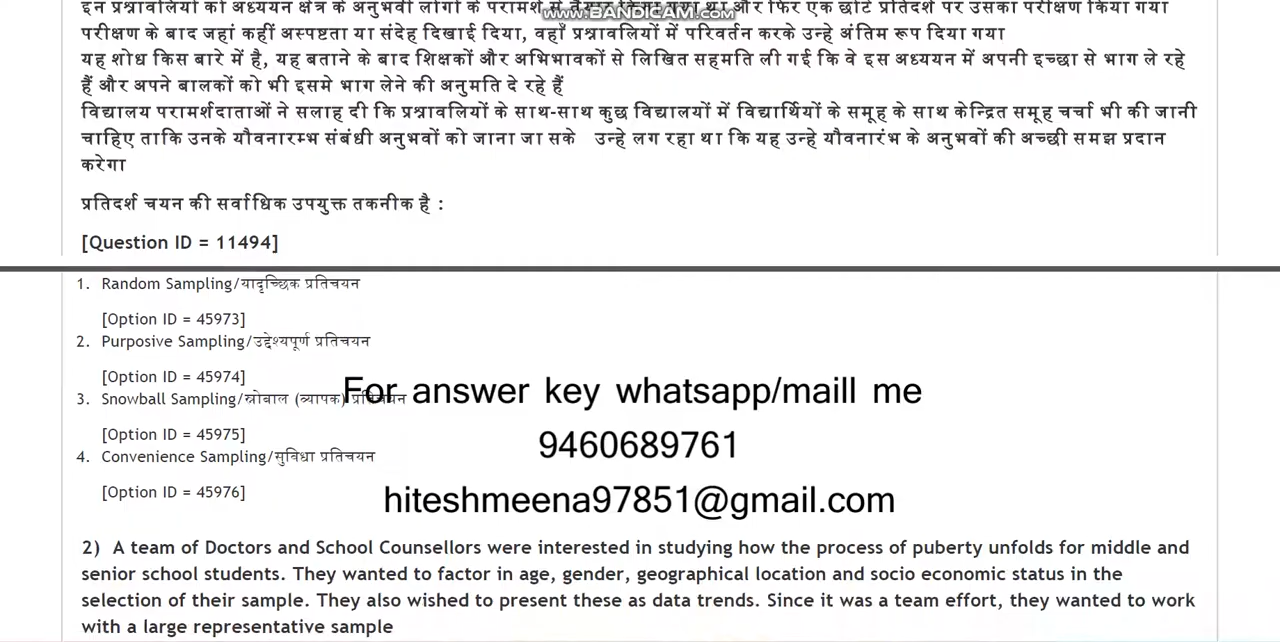 इन प्रश्नावलियों को अध्ययन क्षेत्र के अनुभवी लोगों के परामर्श से तैयार किया गया था और फिर एक छोटे प्रतिदर्श पर उसका परीक्षण किया गया
www.BANDICAM.com
परीक्षण के बाद जहां कहीं अस्पष्टता या संदेह दिखाई दिया, वहाँ प्रश्नावलियों में परिवर्तन करके उन्हे अंतिम रूप दिया गया
यह शोध किस बारे में है, यह बताने के बाद शिक्षकों और अभिभावकों से लिखित सहमति ली गई कि वे इस अध्ययन में अपनी इच्छा से भाग ले रहे
हैं और अपने बालकों को भी इसमे भाग लेने की अनुमति दे रहे हैं
विद्यालय परामर्शदाताओं ने सलाह दी कि प्रश्नावलियों के साथ-साथ कुछ विद्यालयों में विद्यार्थियों के समूह के साथ केन्द्रित समूह चर्चा भी की जानी
चाहिए ताकि उनके यौवनारम्भ संबंधी अनुभवों को जाना जा सके उन्हे लग रहा था कि यह उन्हे यौवनारंभ के अनुभवों की अच्छी समझ प्रदान
करेगा
प्रतिदर्श चयन की सर्वाधिक उपयुक्त तकनीक है :
[Question ID = 11494]
1. Random Sampling/यादृच्छिक प्रतिचयन
[Option ID = 45973]
2. Purposive Sampling/उद्देश्यपूर्ण प्रतिचयन
[Option ID = 45974]
3. Snowball Sampling/स्नोबाल (व्यापक) प्रतिचयन
[Option ID = 45975]
4. Convenience Sampling/सुविधा प्रतिचयन
[Option ID = 45976]
For answer key whatsapp/maill me
9460689761
hiteshmeena97851@gmail.com
2) A team of Doctors and School Counsellors were interested in studying how the process of puberty unfolds for middle and
senior school students. They wanted to factor in age, gender, geographical location and socio economic status in the
selection of their sample. They also wished to present these as data trends. Since it was a team effort, they wanted to work
with a large representative sample